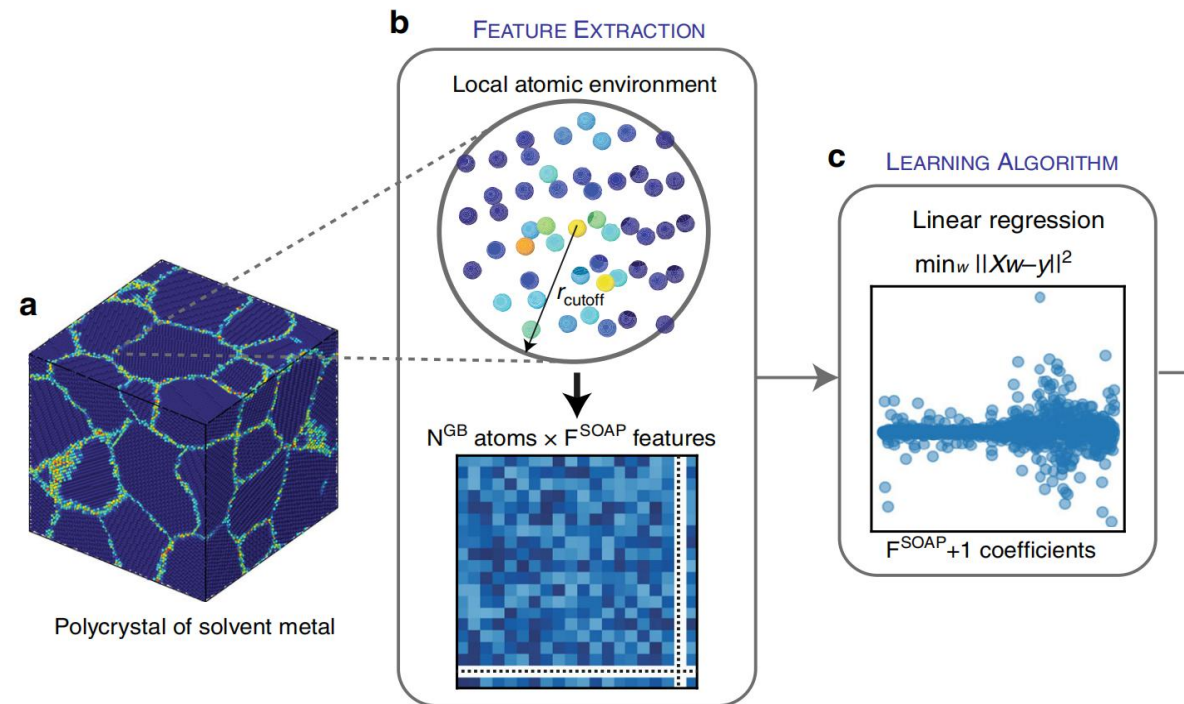 a
Polycrystal of solvent metal
b
FEATURE EXTRACTION
Local atomic environment
r_cutoff
N^GB atoms × F^SOAP features
c
LEARNING ALGORITHM
Linear regression
min_w ||Xw–y||^2
F^SOAP+1 coefficients